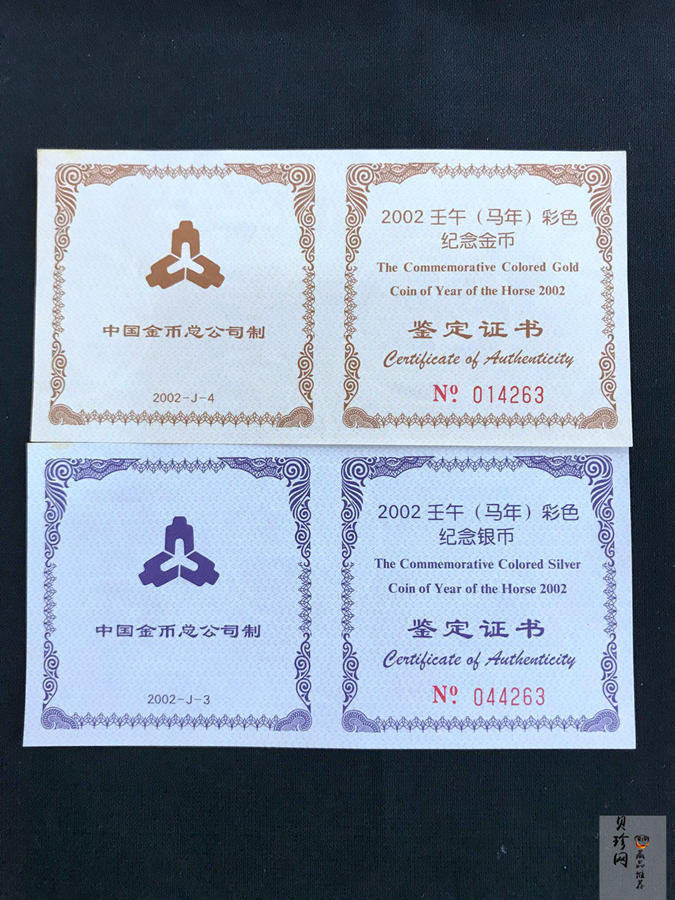 2002 壬午（马年）彩色
纪念金币
The Commemorative Colored Gold
Coin of Year of the Horse 2002
中国金币总公司制
鉴定证书
Certificate of Authenticity
2002-J-4
Nº 014263
2002 壬午（马年）彩色
纪念银币
The Commemorative Colored Silver
Coin of Year of the Horse 2002
中国金币总公司制
鉴定证书
Certificate of Authenticity
2002-J-3
Nº 044263
贝珍网
藏品推荐